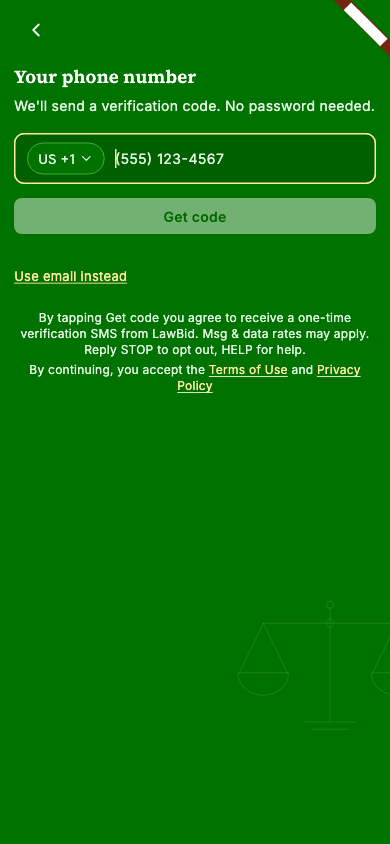 Your phone number
We'll send a verification code. No password needed.
US +1
(555) 123-4567
Get code
Use email instead
By tapping Get code you agree to receive a one-time
verification SMS from LawBid. Msg & data rates may apply.
Reply STOP to opt out, HELP for help.
By continuing, you accept the Terms of Use and Privacy
Policy